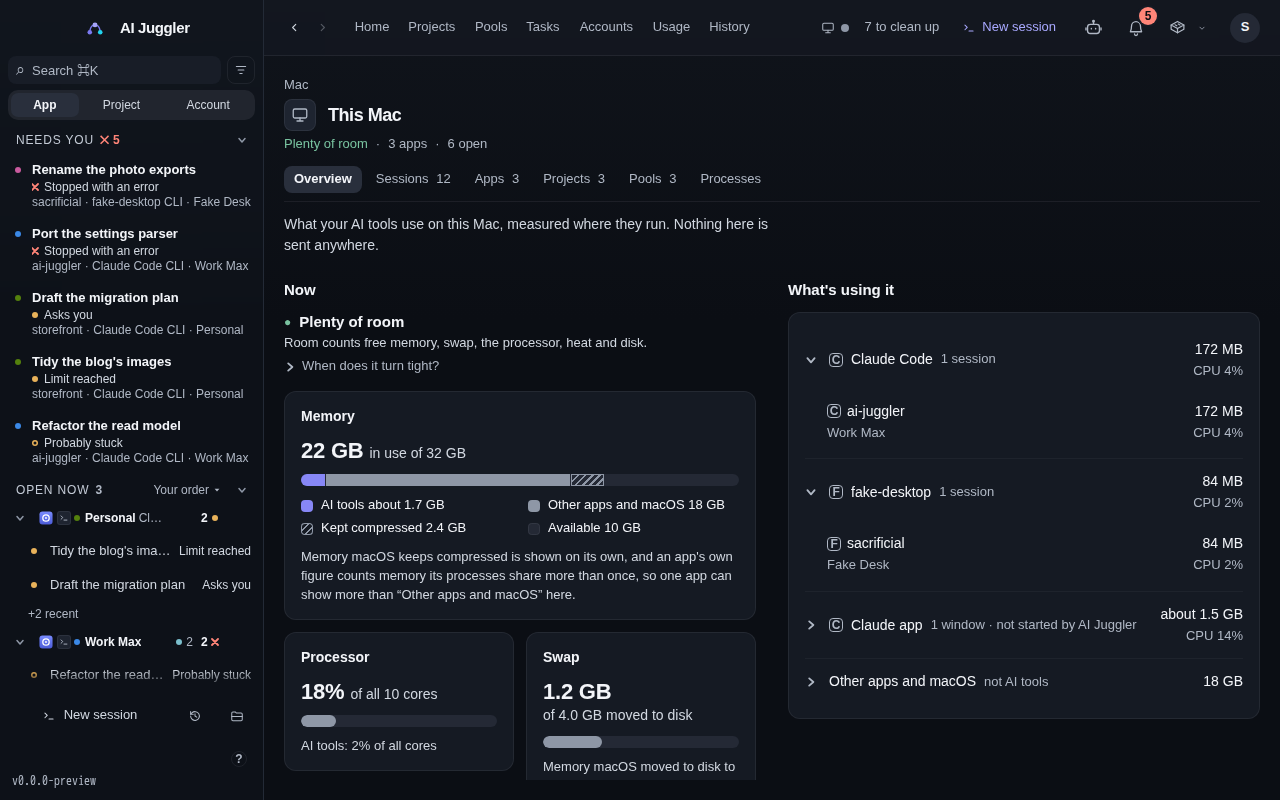 AI Juggler
Search ⌘K
App Project Account
NEEDS YOU 5
Rename the photo exports
Stopped with an error
sacrificial · fake-desktop CLI · Fake Desk
Port the settings parser
Stopped with an error
ai-juggler · Claude Code CLI · Work Max
Draft the migration plan
Asks you
storefront · Claude Code CLI · Personal
Tidy the blog's images
Limit reached
storefront · Claude Code CLI · Personal
Refactor the read model
Probably stuck
ai-juggler · Claude Code CLI · Work Max
OPEN NOW 3 Your order
Personal Cl… 2
Tidy the blog's ima… Limit reached
Draft the migration plan Asks you
+2 recent
Work Max 2 2
Refactor the read… Probably stuck
New session
?
v0.0.0-preview
Home Projects Pools Tasks Accounts Usage History 7 to clean up New session 5 S
Mac
This Mac
Plenty of room · 3 apps · 6 open
Overview Sessions 12 Apps 3 Projects 3 Pools 3 Processes
What your AI tools use on this Mac, measured where they run. Nothing here is
sent anywhere.
Now
Plenty of room
Room counts free memory, swap, the processor, heat and disk.
When does it turn tight?
Memory
22 GB in use of 32 GB
AI tools about 1.7 GB Other apps and macOS 18 GB
Kept compressed 2.4 GB Available 10 GB
Memory macOS keeps compressed is shown on its own, and an app's own
figure counts memory its processes share more than once, so one app can
show more than “Other apps and macOS” here.
Processor
18% of all 10 cores
AI tools: 2% of all cores
Swap
1.2 GB
of 4.0 GB moved to disk
Memory macOS moved to disk to
What's using it
C Claude Code 1 session 172 MB
CPU 4%
C ai-juggler 172 MB
Work Max CPU 4%
F fake-desktop 1 session 84 MB
CPU 2%
F sacrificial 84 MB
Fake Desk CPU 2%
C Claude app 1 window · not started by AI Juggler about 1.5 GB
CPU 14%
Other apps and macOS not AI tools 18 GB